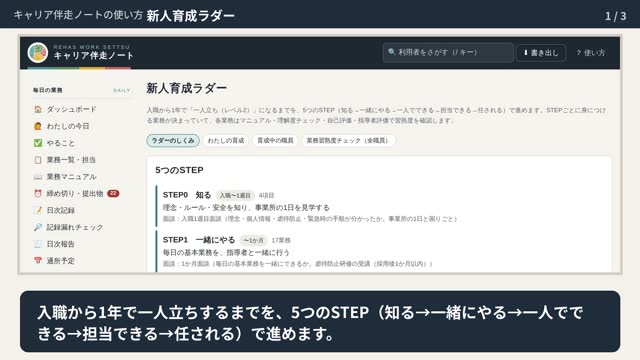 キャリア伴走ノートの使い方 新人育成ラダー
1 / 3
REHAS WORK SETTSU
キャリア伴走ノート
利用者をさがす（/ キー）
書き出し
? 使い方
毎日の業務 DAILY
ダッシュボード
わたしの今日
やること
業務一覧・担当
業務マニュアル
締め切り・提出物 22
日次記録
記録漏れチェック
日次報告
通所予定
新人育成ラダー
入職から1年で「一人立ち（レベル2）」になるまでを、5つのSTEP（知る→一緒にやる→一人でできる→担当できる→任される）で進めます。STEPごとに身につけ
る業務が決まっていて、各業務はマニュアル・理解度チェック・自己評価・指導者評価で習熟度を確認します。
ラダーのしくみ
わたしの育成
育成中の職員
業務習熟度チェック（全職員）
5つのSTEP
STEP0 知る 入職〜1週目 4項目
理念・ルール・安全を知り、事業所の1日を見学する
面談：入職1週目面談（理念・個人情報・虐待防止・緊急時の手順が分かったか。事業所の1日と困りごと）
STEP1 一緒にやる 〜1か月 17業務
毎日の基本業務を、指導者と一緒に行う
面談：1か月面談（毎日の基本業務を一緒にできるか。虐待防止研修の受講（採用後1か月以内））
入職から1年で一人立ちするまでを、5つのSTEP（知る→一緒にやる→一人でで
きる→担当できる→任される）で進めます。